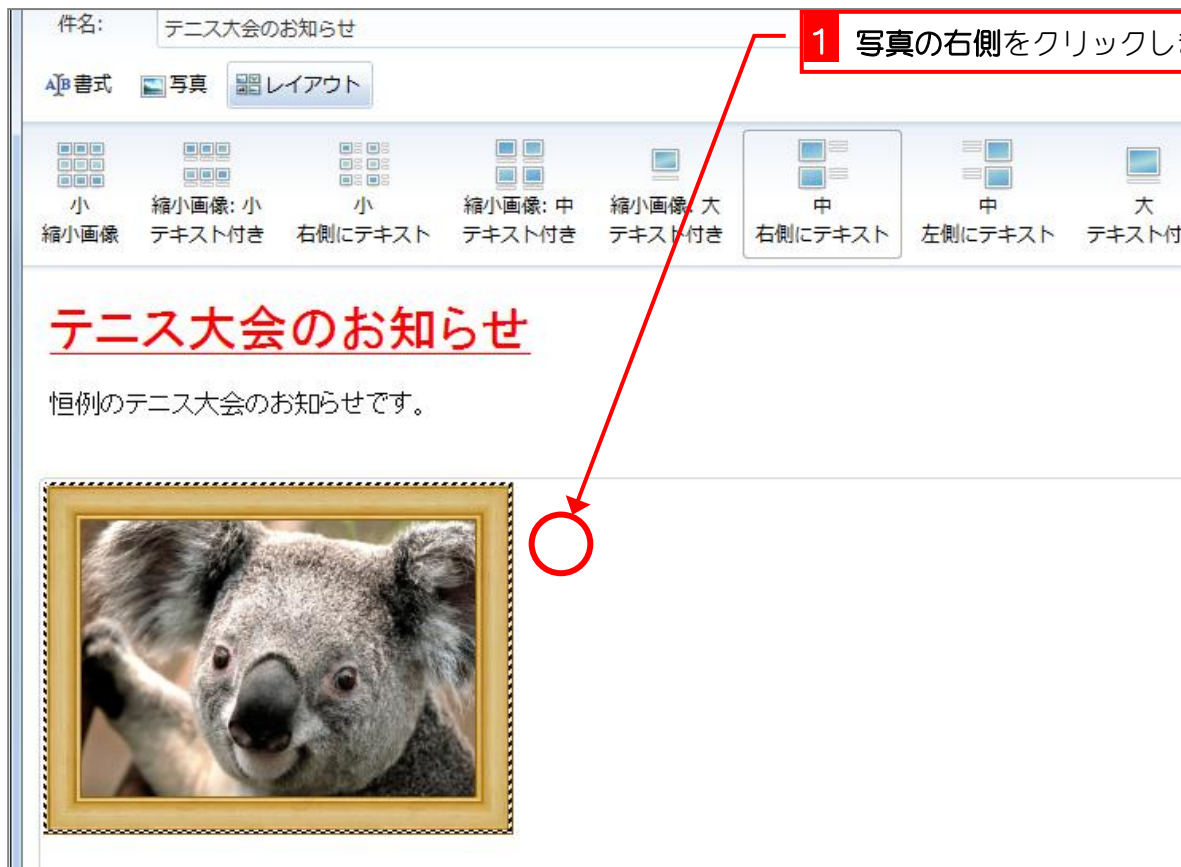 件名: テニス大会のお知らせ
1 写真の右側をクリックしま
書式 写真 レイアウト
小 縮小画像: 小 小 縮小画像: 中 縮小画像: 大 中 中 大
縮小画像 テキスト付き 右側にテキスト テキスト付き テキスト付き 右側にテキスト 左側にテキスト テキスト付
テニス大会のお知らせ
恒例のテニス大会のお知らせです。